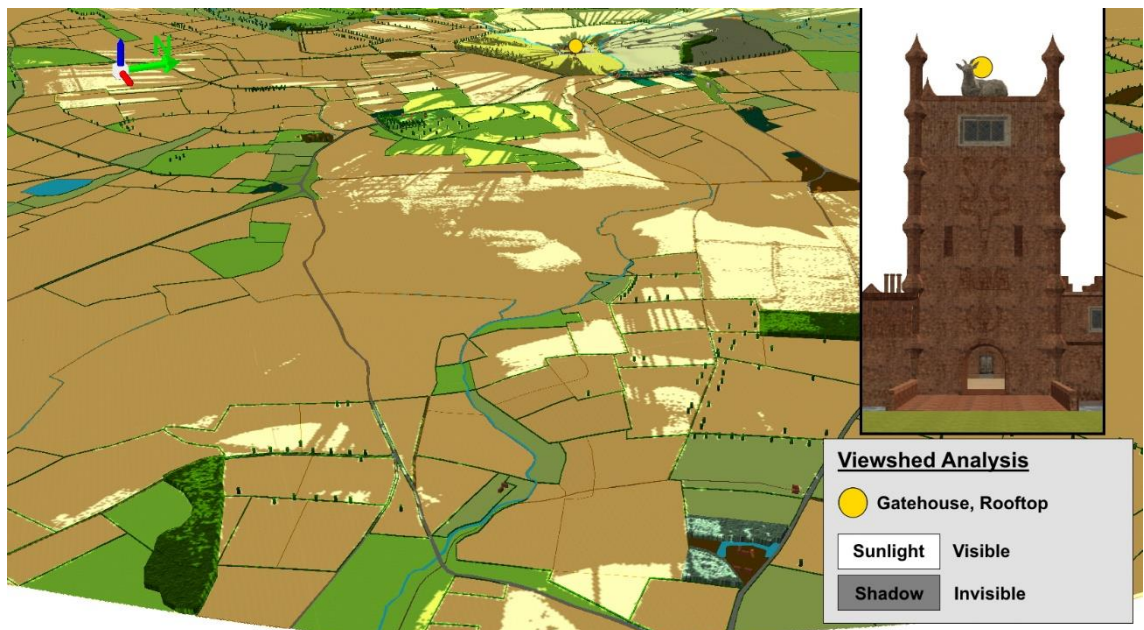 N
Viewshed Analysis
Gatehouse, Rooftop
Sunlight Visible
Shadow Invisible